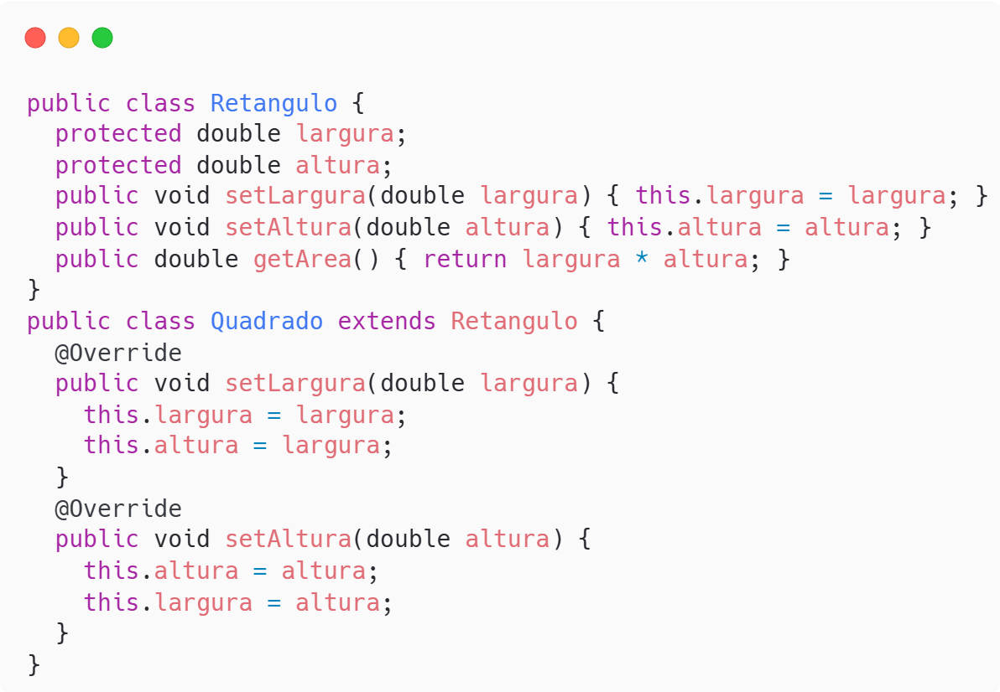 public class Retangulo {
  protected double largura;
  protected double altura;
  public void setLargura(double largura) { this.largura = largura; }
  public void setAltura(double altura) { this.altura = altura; }
  public double getArea() { return largura * altura; }
}
public class Quadrado extends Retangulo {
  @Override
  public void setLargura(double largura) {
    this.largura = largura;
    this.altura = largura;
  }
  @Override
  public void setAltura(double altura) {
    this.altura = altura;
    this.largura = altura;
  }
}